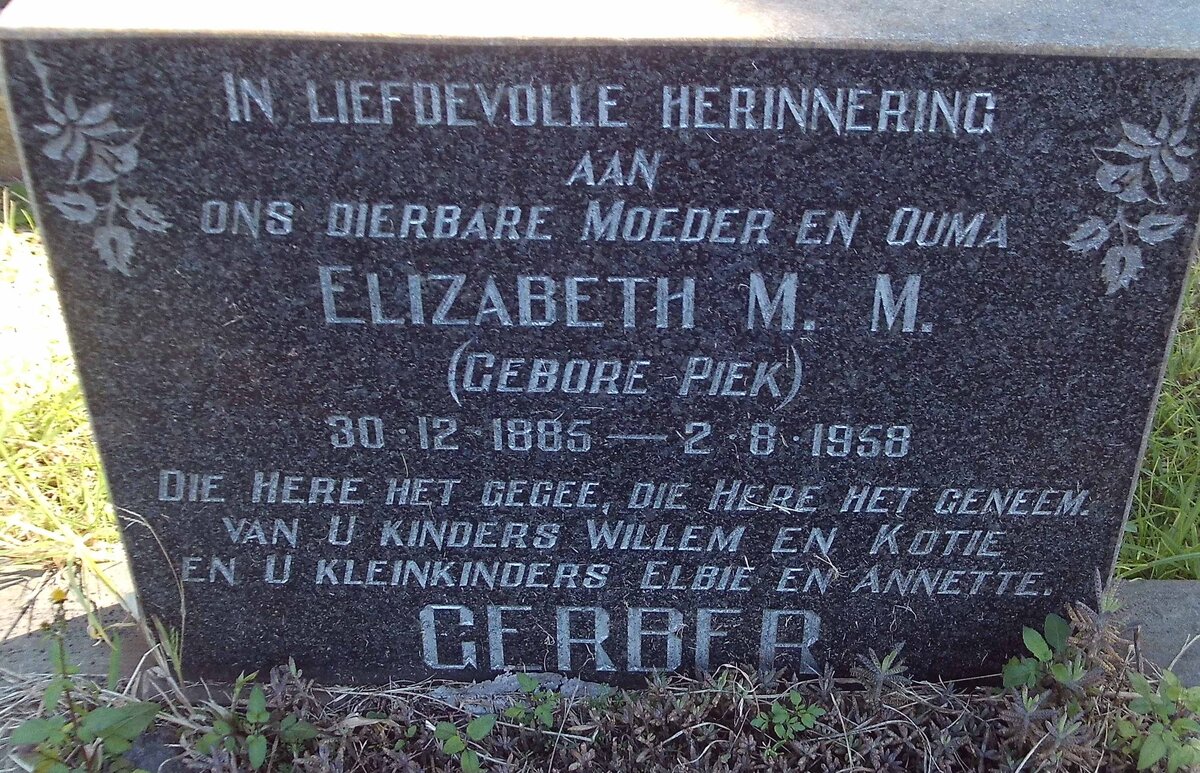 IN LIEFDEVOLLE HERINNERING
AAN
ONS DIERBARE MOEDER EN OUMA
ELIZABETH M. M.
(GEBORE PIEK)
30·12·1885 — 2·8·1958
DIE HERE HET GEGEE, DIE HERE HET GENEEM.
VAN U KINDERS WILLEM EN KOTIE
EN U KLEINKINDERS ELBIE EN ANNETTE.
GERBER